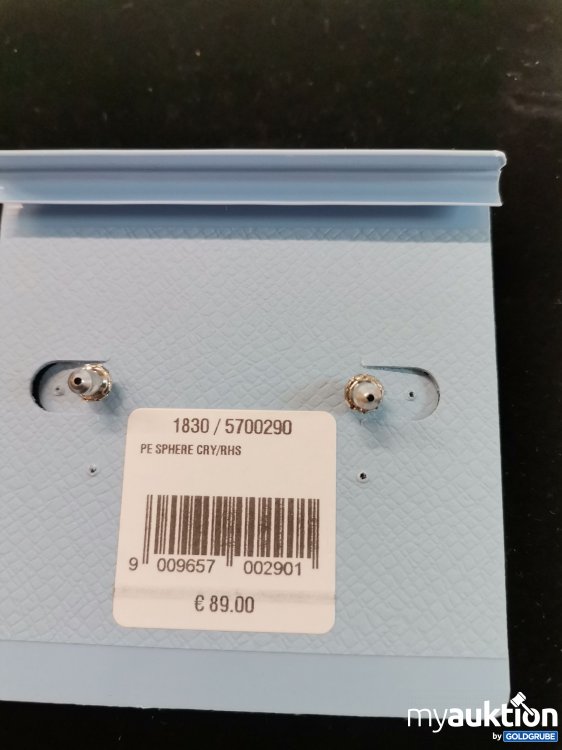 1830 / 5700290
PE SPHERE CRY/RHS
9 009657 002901
€ 89.00
myauktion
by GOLDGRUBE